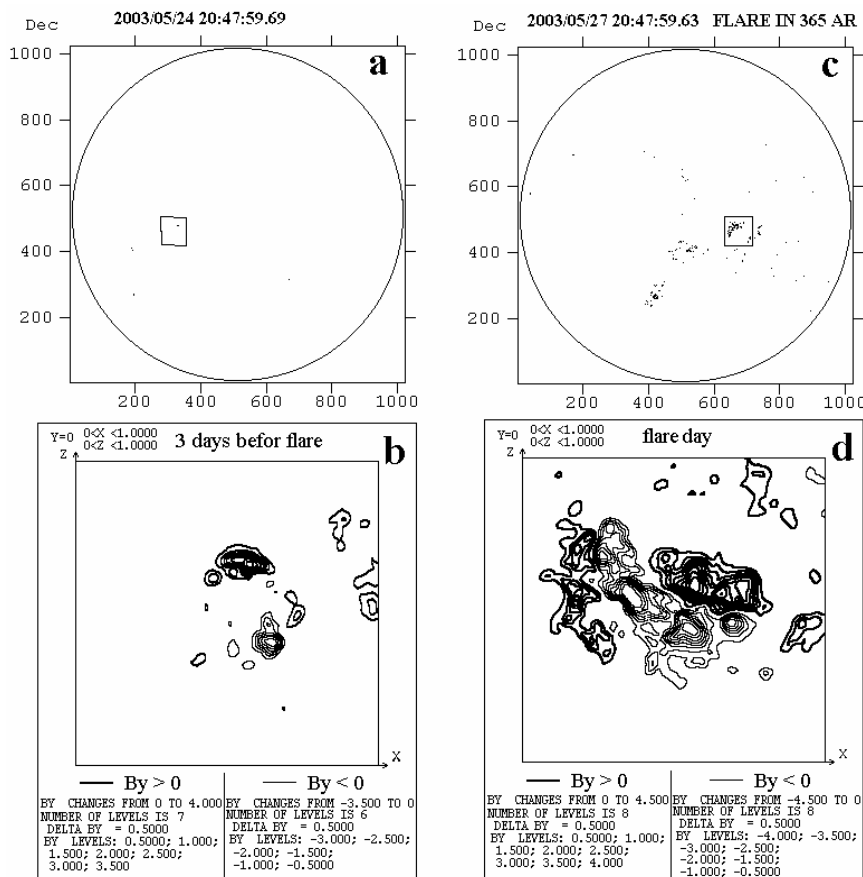 2003/05/24 20:47:59.69
Dec
a
1000
800
600
400
200
200 400 600 800 1000
2003/05/27 20:47:59.63 FLARE IN 365 AR
Dec
c
1000
800
600
400
200
200 400 600 800 1000
Y=0 0<X <1.0000
0<Z <1.0000
Z
3 days befor flare
b
X
By > 0
By < 0
BY CHANGES FROM 0 TO 4.000
NUMBER OF LEVELS IS 7
DELTA BY = 0.5000
BY LEVELS: 0.5000; 1.000;
1.500; 2.000; 2.500;
3.000; 3.500
BY CHANGES FROM -3.500 TO 0
NUMBER OF LEVELS IS 6
DELTA BY = 0.5000
BY LEVELS: -3.000; -2.500;
-2.000; -1.500;
-1.000; -0.5000
Y=0 0<X <1.0000
0<Z <1.0000
Z
flare day
d
X
By > 0
By < 0
BY CHANGES FROM 0 TO 4.500
NUMBER OF LEVELS IS 8
DELTA BY = 0.5000
BY LEVELS: 0.5000; 1.000;
1.500; 2.000; 2.500;
3.000; 3.500; 4.000
BY CHANGES FROM -4.500 TO 0
NUMBER OF LEVELS IS 8
DELTA BY = 0.5000
BY LEVELS: -4.000; -3.500;
-3.000; -2.500;
-2.000; -1.500;
-1.000; -0.5000